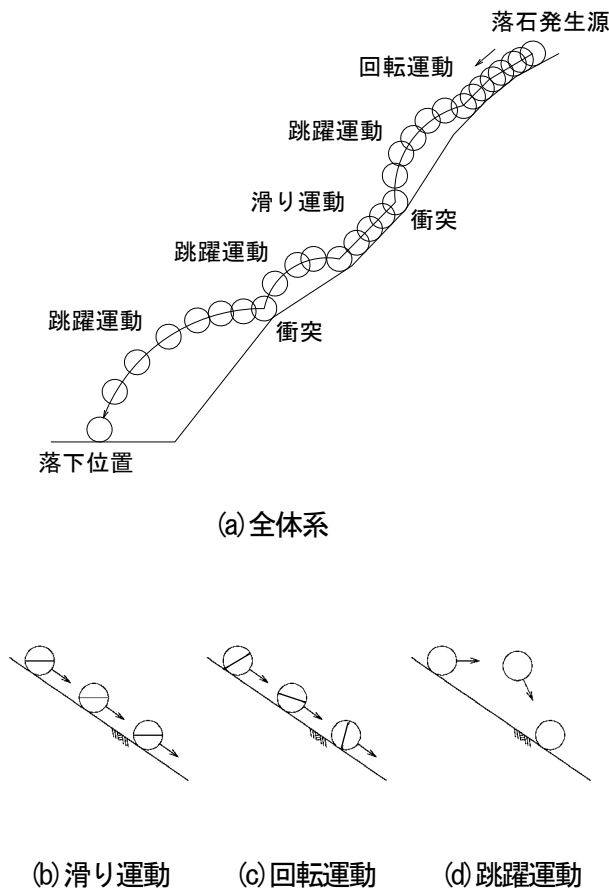 落石発生源
回転運動
跳躍運動
滑り運動
衝突
跳躍運動
跳躍運動
衝突
落下位置
(a)全体系
(b)滑り運動
(c)回転運動
(d)跳躍運動